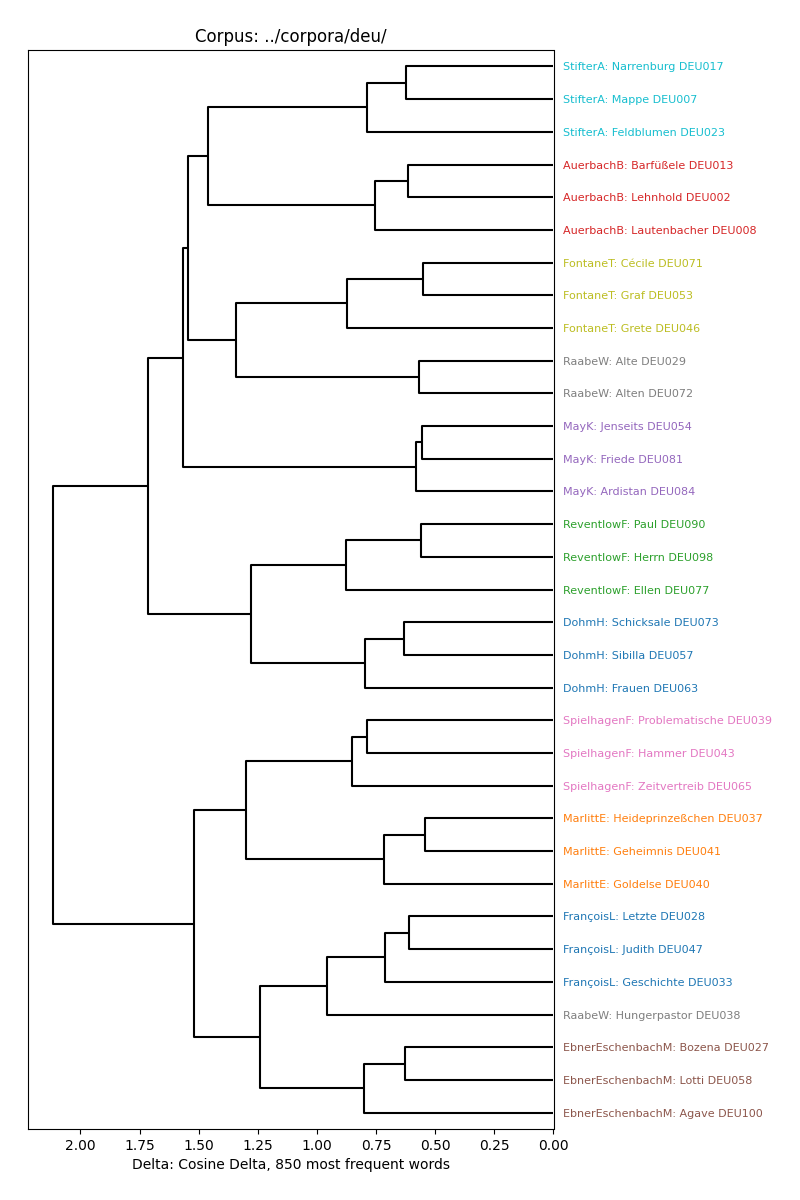 Corpus: ../corpora/deu/
StifterA: Narrenburg DEU017
StifterA: Mappe DEU007
StifterA: Feldblumen DEU023
AuerbachB: Barfüßele DEU013
AuerbachB: Lehnhold DEU002
AuerbachB: Lautenbacher DEU008
FontaneT: Cécile DEU071
FontaneT: Graf DEU053
FontaneT: Grete DEU046
RaabeW: Alte DEU029
RaabeW: Alten DEU072
MayK: Jenseits DEU054
MayK: Friede DEU081
MayK: Ardistan DEU084
ReventlowF: Paul DEU090
ReventlowF: Herrn DEU098
ReventlowF: Ellen DEU077
DohmH: Schicksale DEU073
DohmH: Sibilla DEU057
DohmH: Frauen DEU063
SpielhagenF: Problematische DEU039
SpielhagenF: Hammer DEU043
SpielhagenF: Zeitvertreib DEU065
MarlittE: Heideprinzeßchen DEU037
MarlittE: Geheimnis DEU041
MarlittE: Goldelse DEU040
FrançoisL: Letzte DEU028
FrançoisL: Judith DEU047
FrançoisL: Geschichte DEU033
RaabeW: Hungerpastor DEU038
EbnerEschenbachM: Bozena DEU027
EbnerEschenbachM: Lotti DEU058
EbnerEschenbachM: Agave DEU100
2.00 1.75 1.50 1.25 1.00 0.75 0.50 0.25 0.00
Delta: Cosine Delta, 850 most frequent words